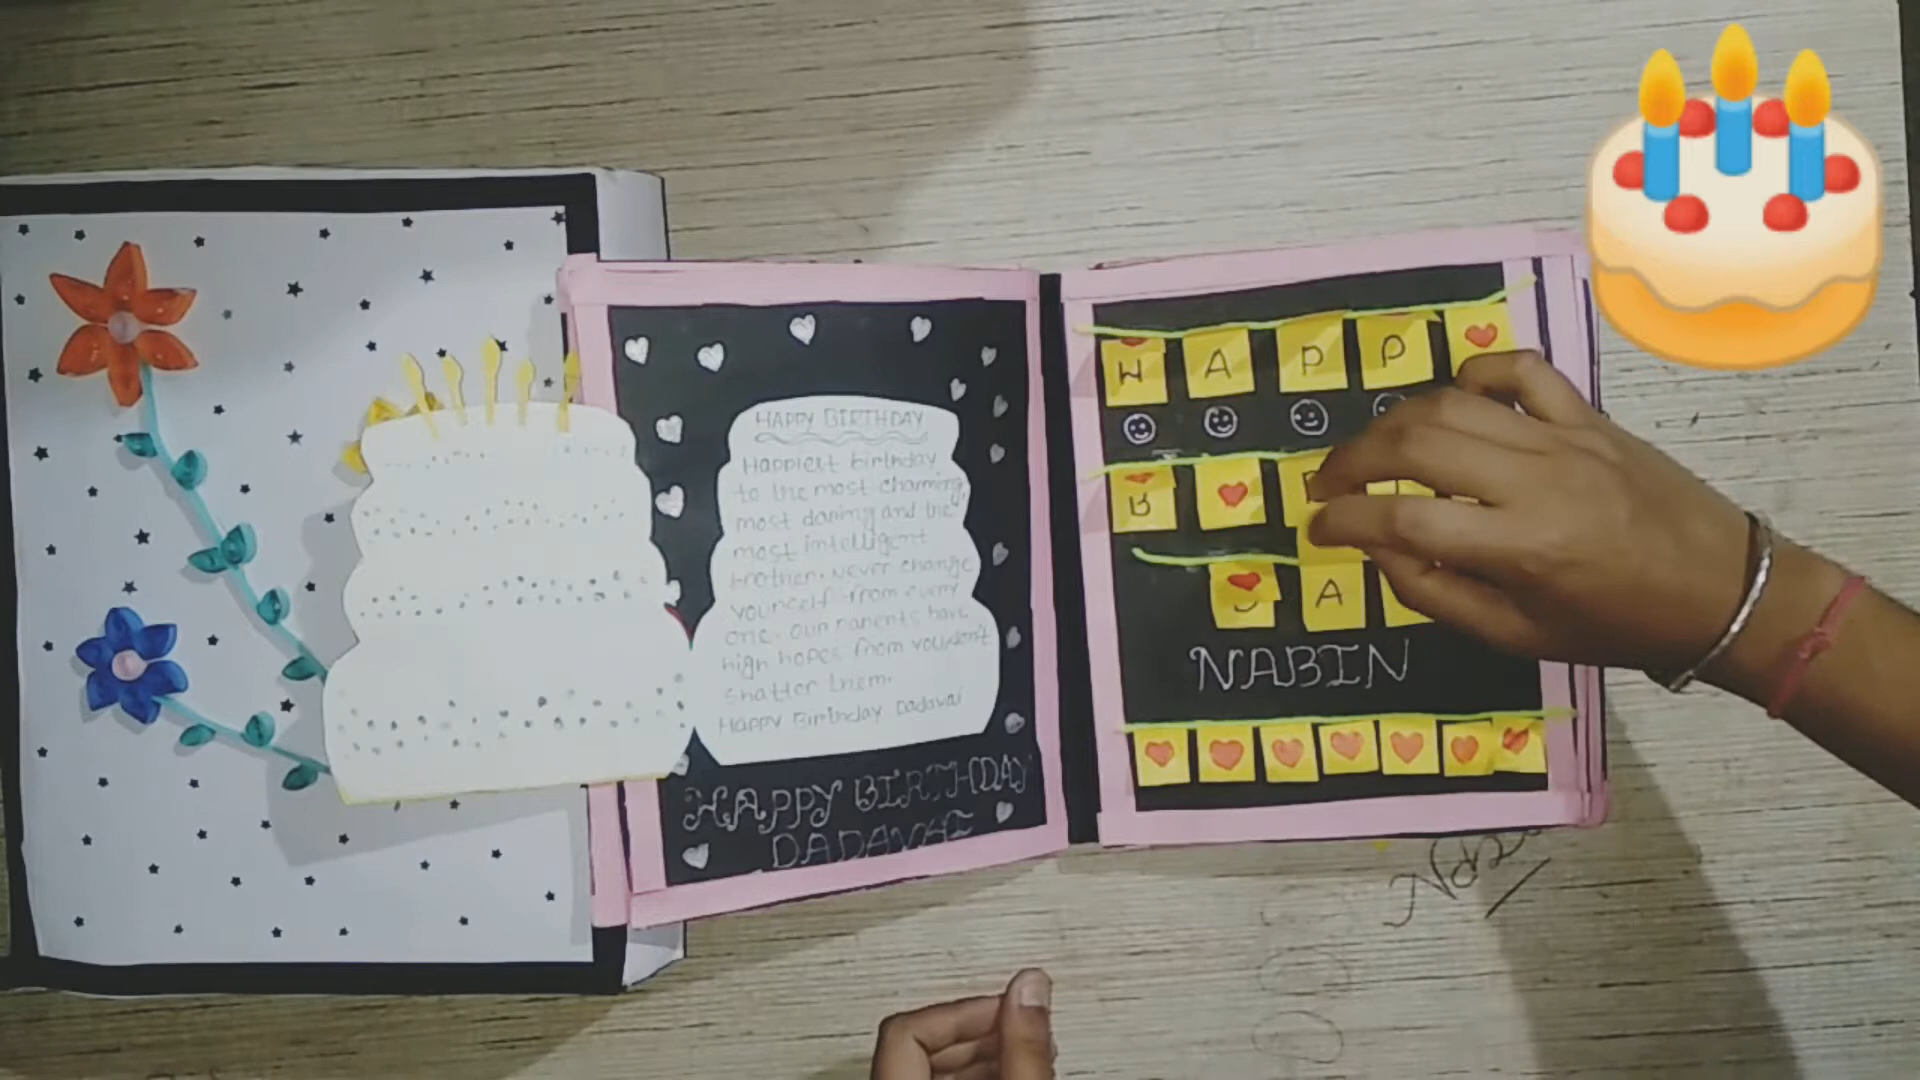 HAPPY BIRTHDAY
Happiest birthday
to the most charming,
most daring and the
most intelligent
brother. Never change
yourself from every
one. Our parents have
high hopes from you don't
shatter them.
Happy Birthday Dadavai
HAPPY BIRTHDAY
DADAVAI
H A P P
B
A
NABIN